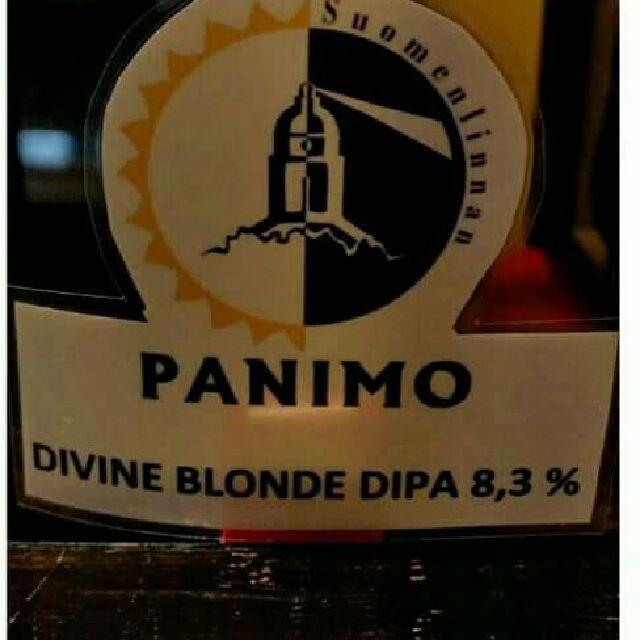 Suomenlinnan
PANIMO
DIVINE BLONDE DIPA 8,3 %